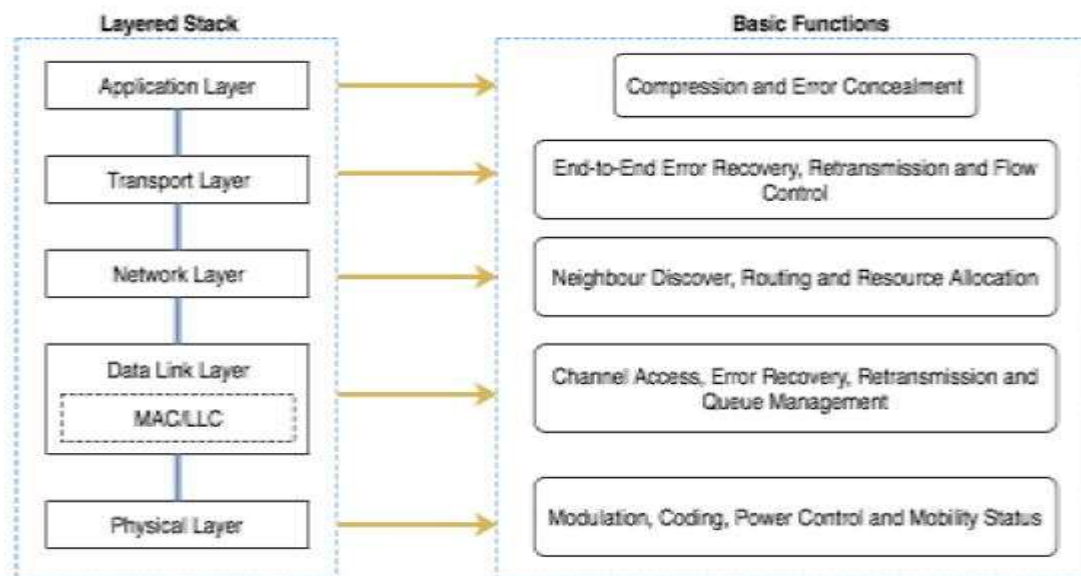 Layered Stack
Basic Functions
Application Layer
Compression and Error Concealment
Transport Layer
End-to-End Error Recovery, Retransmission and Flow
Control
Network Layer
Neighbour Discover, Routing and Resource Allocation
Data Link Layer
MAC/LLC
Channel Access, Error Recovery, Retransmission and
Queue Management
Physical Layer
Modulation, Coding, Power Control and Mobility Status